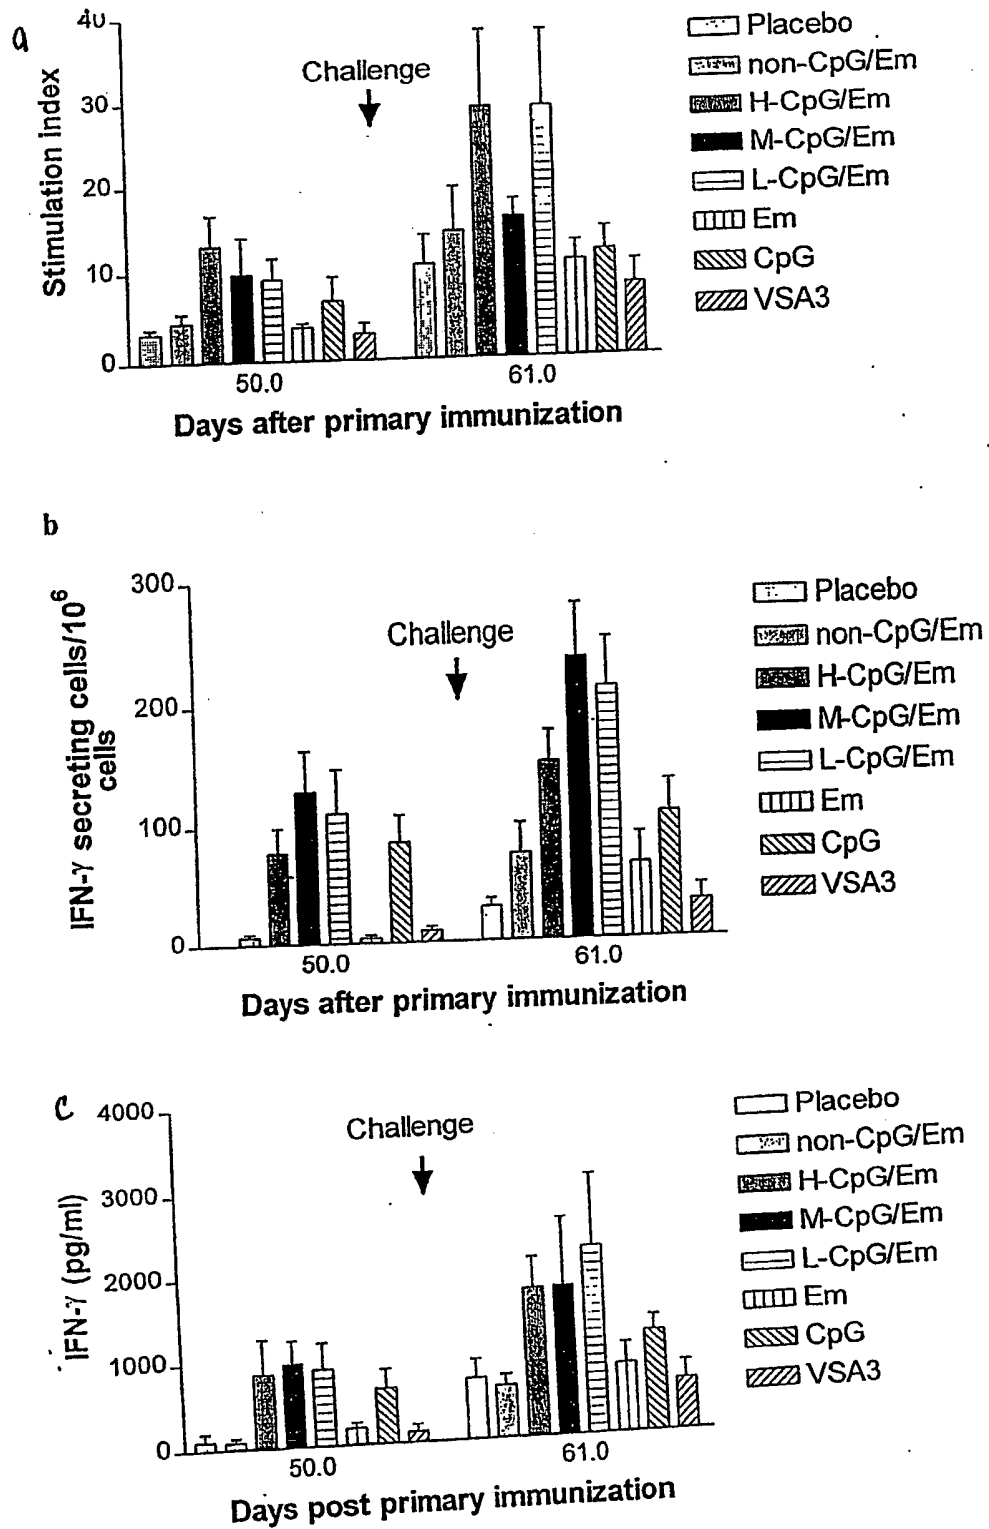 a
40
30
20
10
0
Stimulation Index
Challenge
50.0
61.0
Days after primary immunization
Placebo
non-CpG/Em
H-CpG/Em
M-CpG/Em
L-CpG/Em
Em
CpG
VSA3
b
300
200
100
0
IFN-γ secreting cells/10⁶
cells
Challenge
50.0
61.0
Days after primary immunization
Placebo
non-CpG/Em
H-CpG/Em
M-CpG/Em
L-CpG/Em
Em
CpG
VSA3
c
4000
3000
2000
1000
0
IFN-γ (pg/ml)
Challenge
50.0
61.0
Days post primary immunization
Placebo
non-CpG/Em
H-CpG/Em
M-CpG/Em
L-CpG/Em
Em
CpG
VSA3